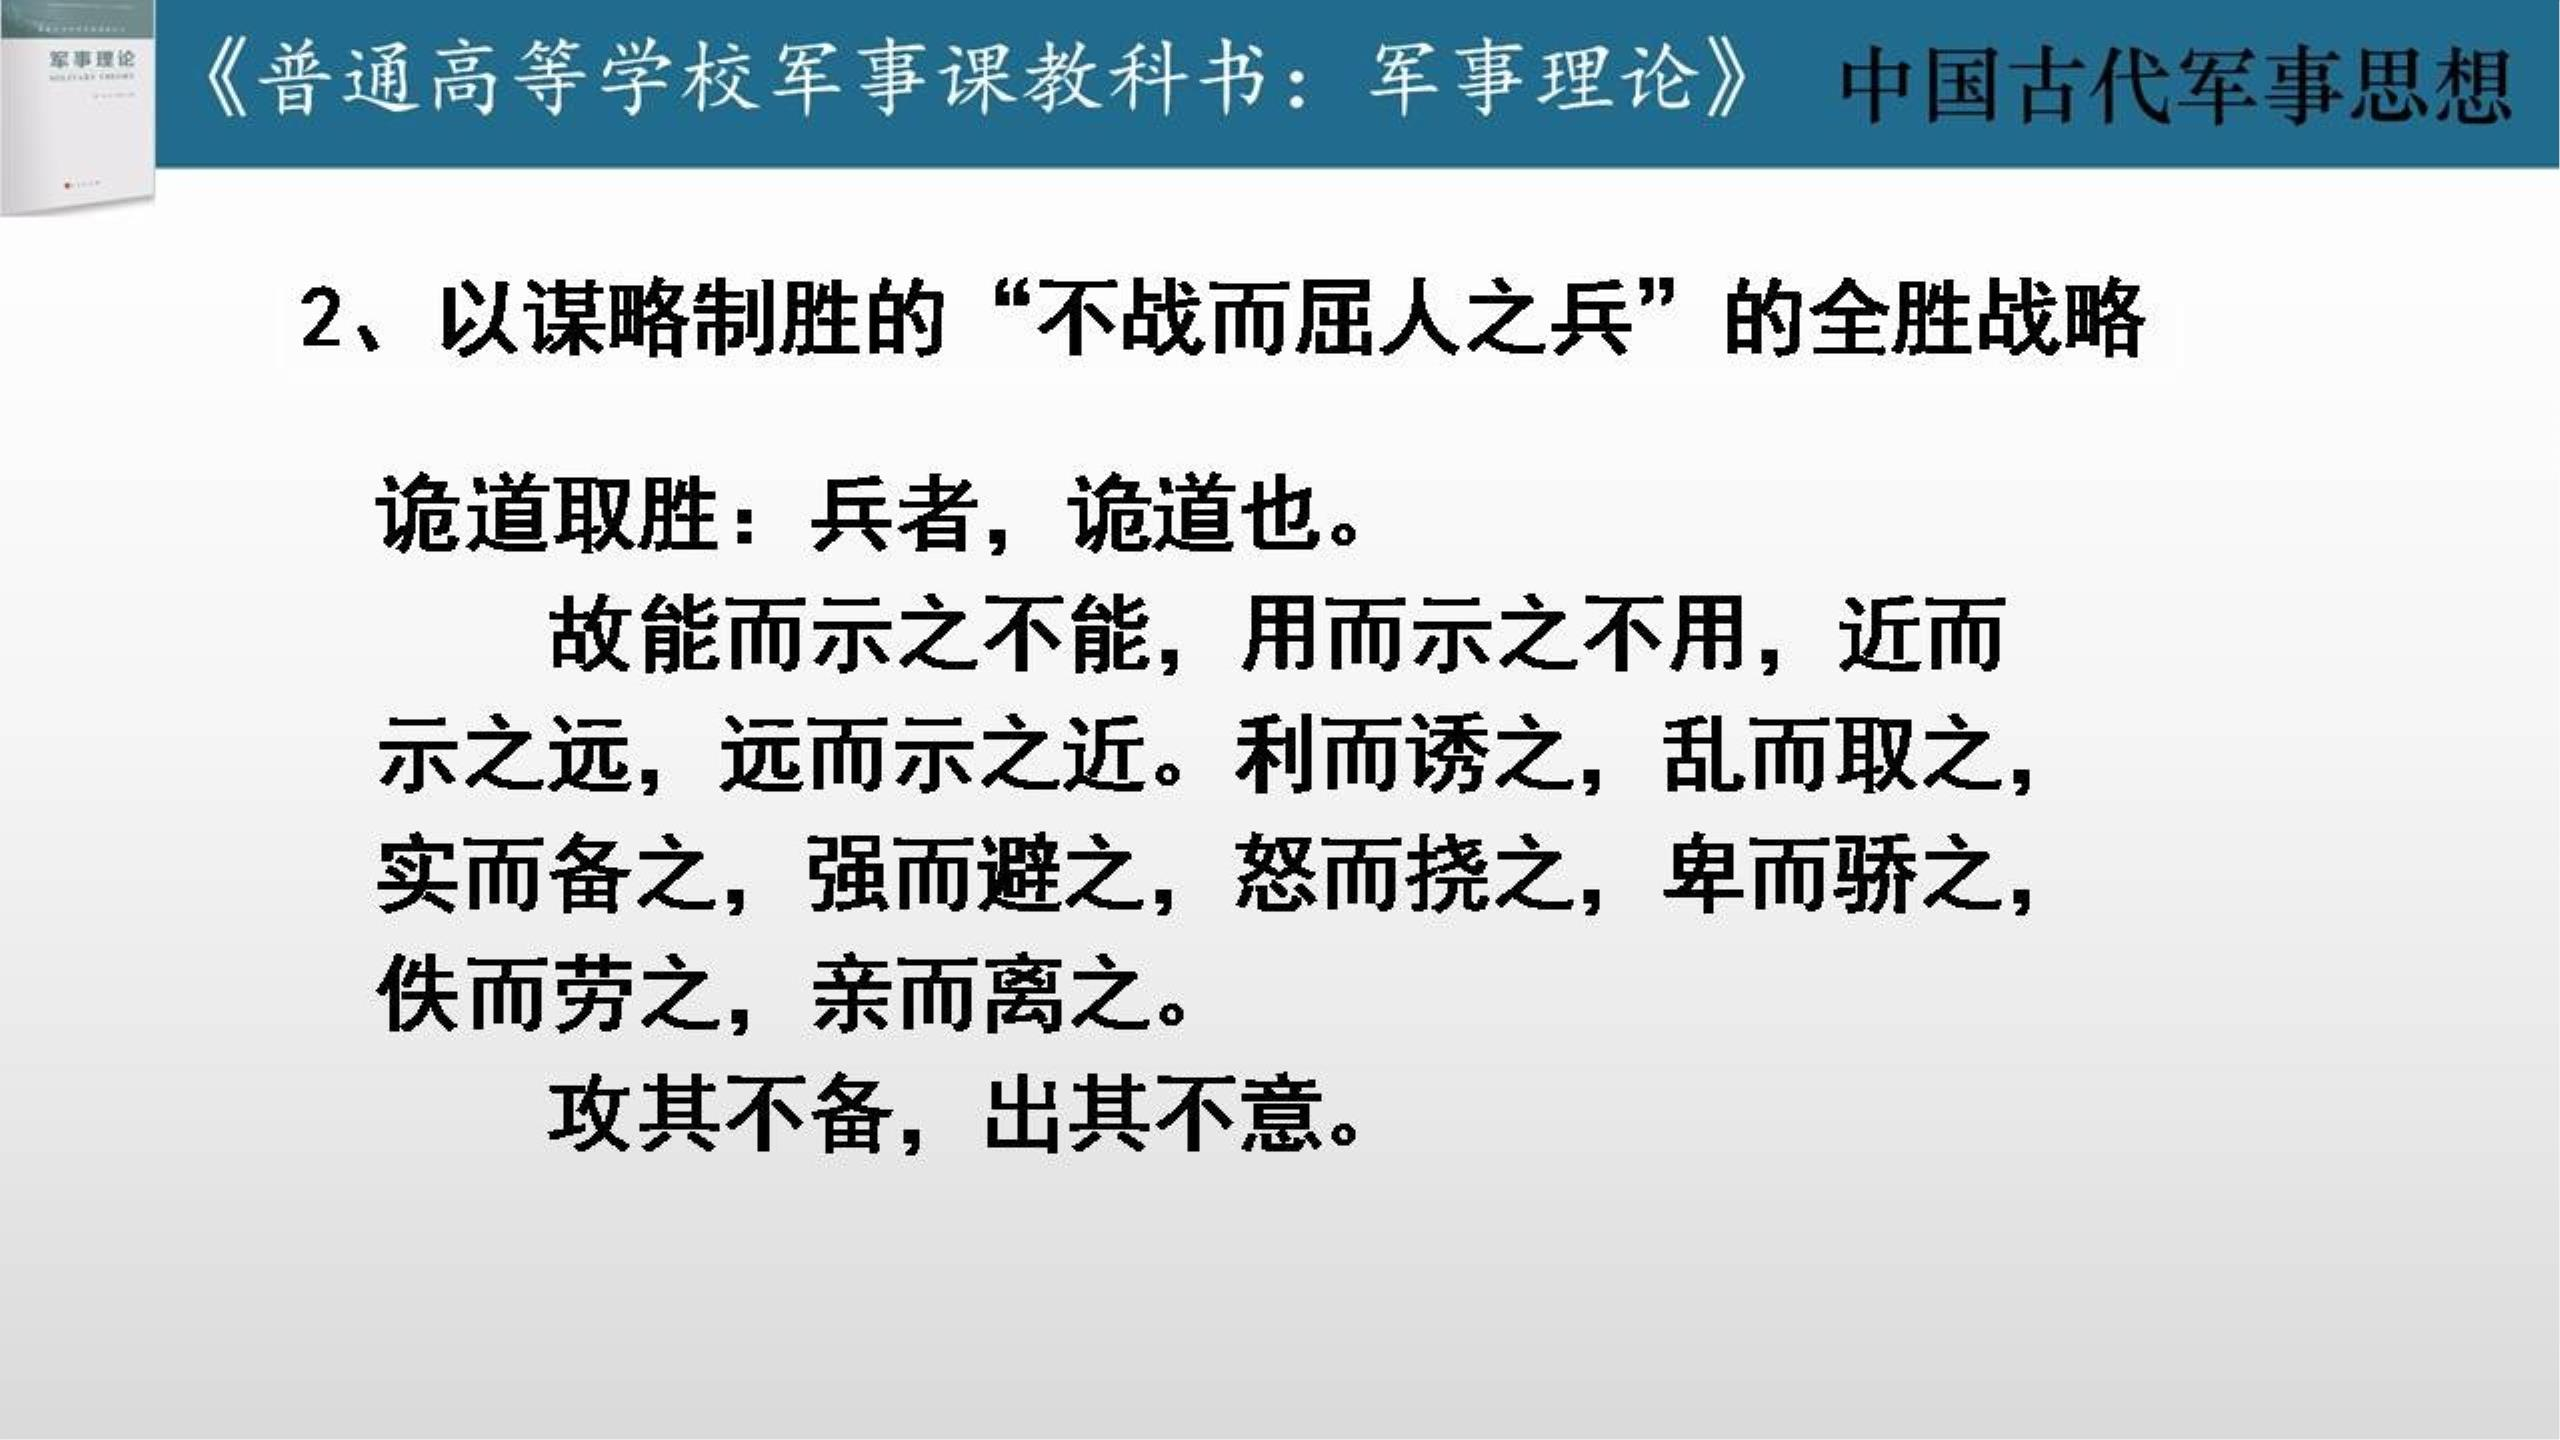 军事理论
MILITARY THEORY
《普通高等学校军事课教科书：军事理论》 中国古代军事思想
2、以谋略制胜的“不战而屈人之兵”的全胜战略
诡道取胜：兵者，诡道也。
故能而示之不能，用而示之不用，近而
示之远，远而示之近。利而诱之，乱而取之，
实而备之，强而避之，怒而挠之，卑而骄之，
佚而劳之，亲而离之。
攻其不备，出其不意。